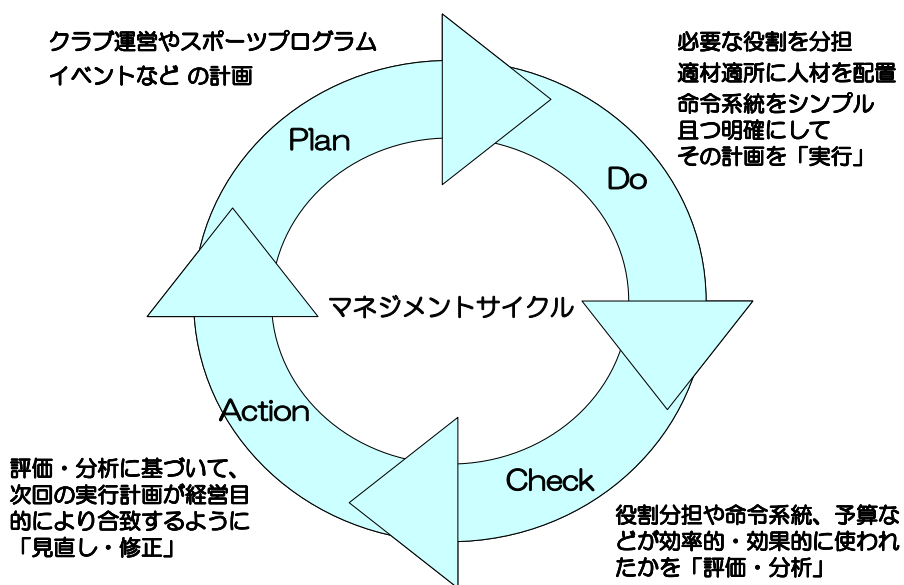 クラブ運営やスポーツプログラム
イベントなど の計画
Plan
必要な役割を分担
適材適所に人材を配置
命令系統をシンプル
且つ明確にして
その計画を「実行」
Do
マネジメントサイクル
Action
評価・分析に基づいて、
次回の実行計画が経営目
的により合致するように
「見直し・修正」
Check
役割分担や命令系統、予算な
どが効率的・効果的に使われ
たかを「評価・分析」